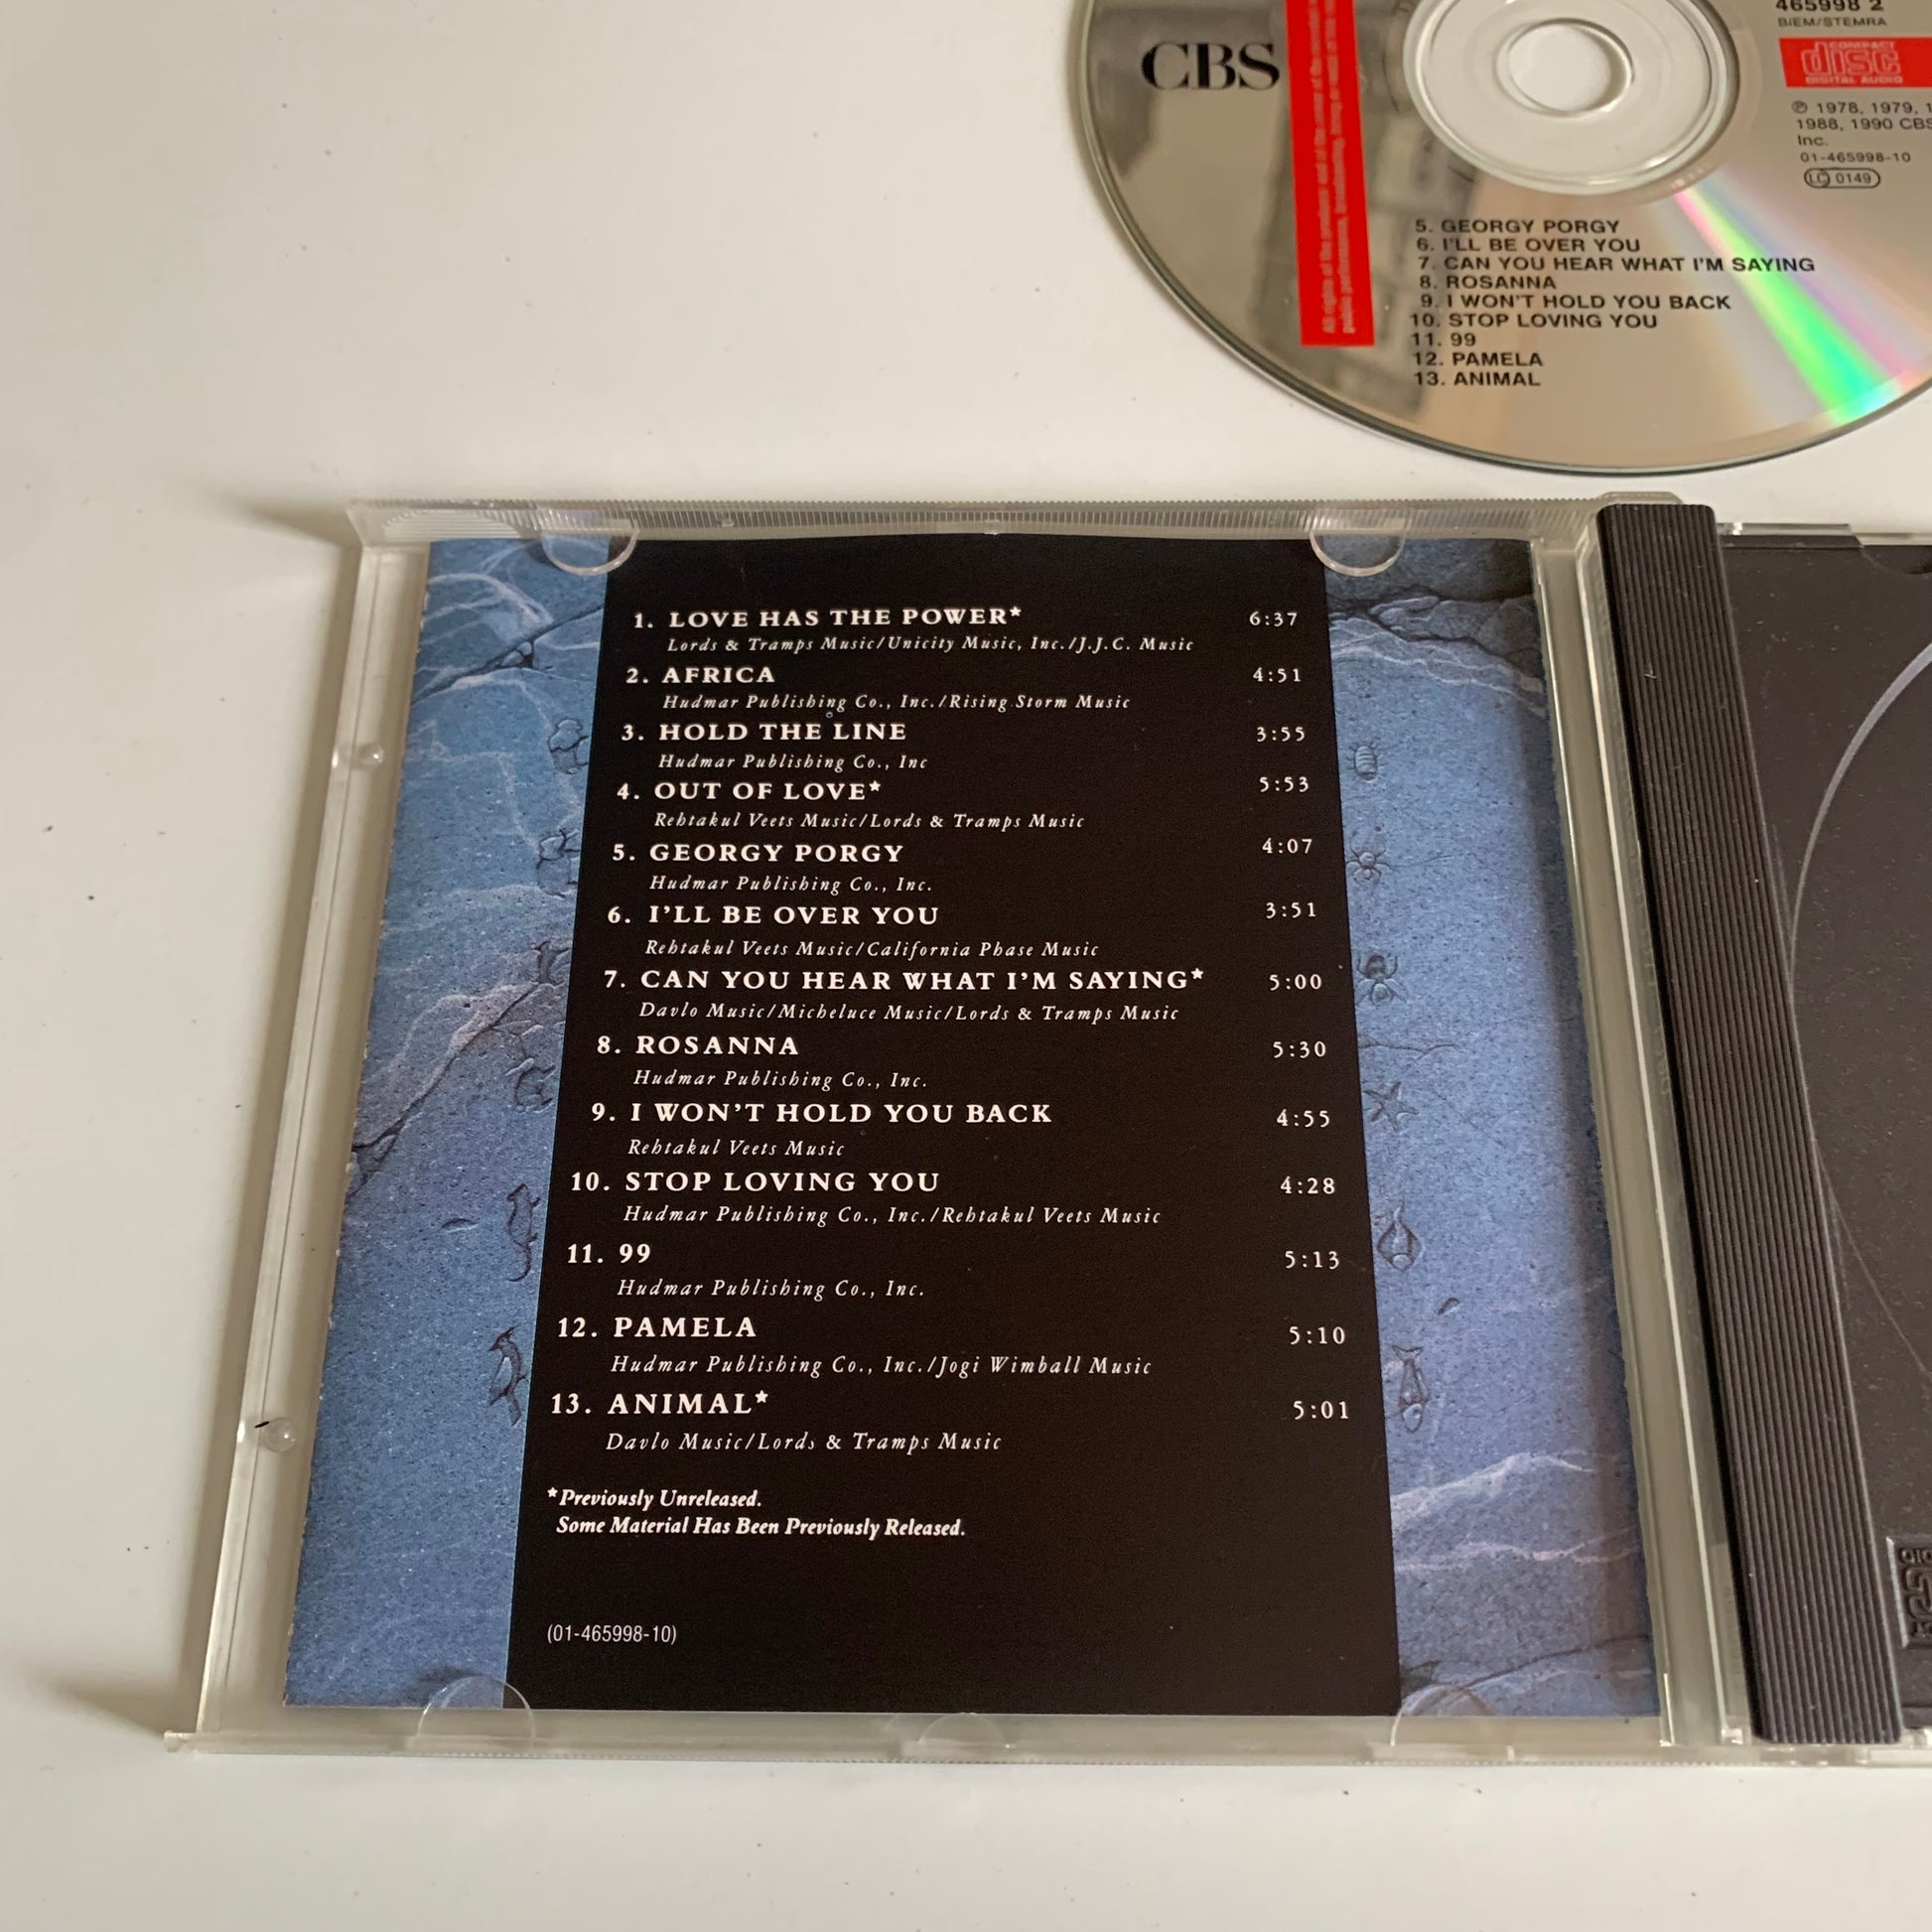 CBS
465998 2
BIEM/STEMRA
COMPACT
disc
DIGITAL AUDIO
℗ 1978, 1979, 1
1988, 1990 CBS
Inc.
01-465998-10
LC 0149
5. GEORGY PORGY
6. I'LL BE OVER YOU
7. CAN YOU HEAR WHAT I'M SAYING
8. ROSANNA
9. I WON'T HOLD YOU BACK
10. STOP LOVING YOU
11. 99
12. PAMELA
13. ANIMAL
1. LOVE HAS THE POWER* 6:37
Lords & Tramps Music/Unicity Music, Inc./J.J.C. Music
2. AFRICA 4:51
Hudmar Publishing Co., Inc./Rising Storm Music
3. HOLD THE LINE 3:55
Hudmar Publishing Co., Inc
4. OUT OF LOVE* 5:53
Rehtakul Veets Music/Lords & Tramps Music
5. GEORGY PORGY 4:07
Hudmar Publishing Co., Inc.
6. I'LL BE OVER YOU 3:51
Rehtakul Veets Music/California Phase Music
7. CAN YOU HEAR WHAT I'M SAYING* 5:00
Davlo Music/Micheluce Music/Lords & Tramps Music
8. ROSANNA 5:30
Hudmar Publishing Co., Inc.
9. I WON'T HOLD YOU BACK 4:55
Rehtakul Veets Music
10. STOP LOVING YOU 4:28
Hudmar Publishing Co., Inc./Rehtakul Veets Music
11. 99 5:13
Hudmar Publishing Co., Inc.
12. PAMELA 5:10
Hudmar Publishing Co., Inc./Jogi Wimball Music
13. ANIMAL* 5:01
Davlo Music/Lords & Tramps Music
*Previously Unreleased.
Some Material Has Been Previously Released.
(01-465998-10)